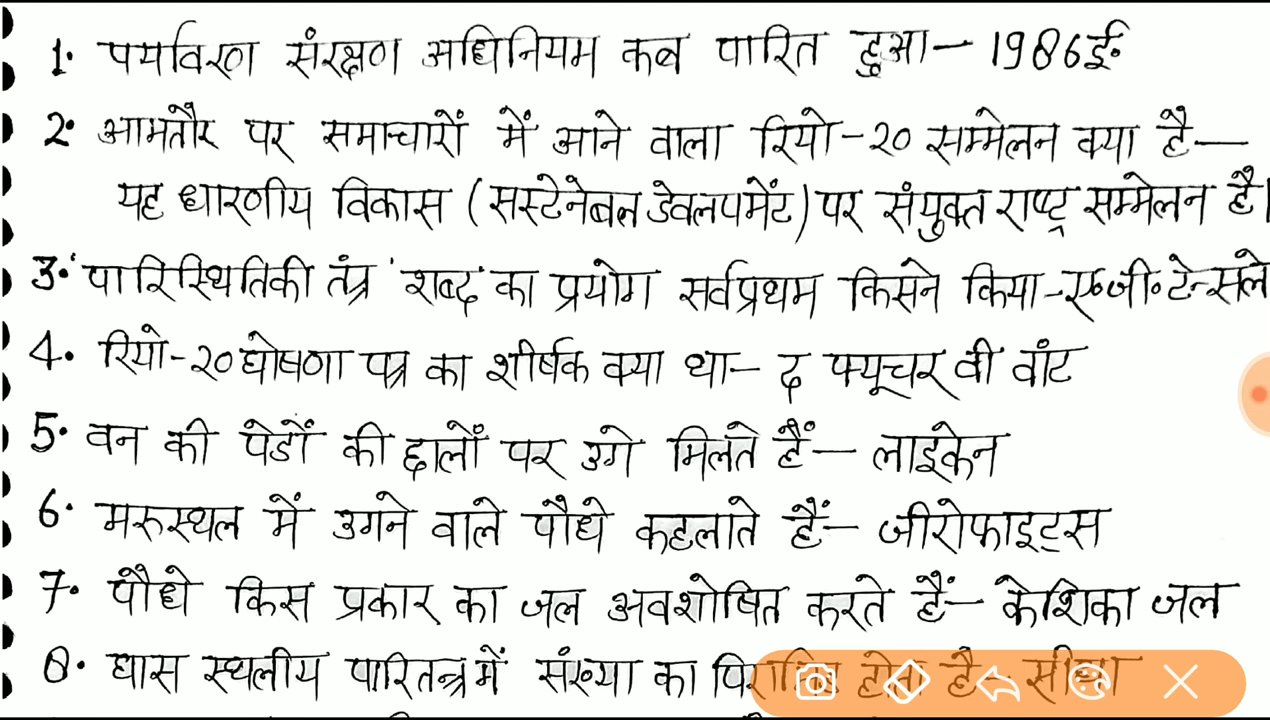 1. पर्यावरण संरक्षण अधिनियम कब पारित हुआ— 1986ई॰
2. आमतौर पर समाचारों में आने वाला रियो-२० सम्मेलन क्या है—
यह धारणीय विकास (सस्टेनेबल डेवलपमेंट) पर संयुक्त राष्ट्र सम्मेलन है।
3. 'पारिस्थितिकी तंत्र' शब्द का प्रयोग सर्वप्रथम किसने किया- ए॰जी॰टेन्सले
4. रियो-२० घोषणा पत्र का शीर्षक क्या था— द फ्यूचर वी वांट
5. वन की पेडों की छालों पर उगे मिलते हैं— लाइकेन
6. मरुस्थल में उगने वाले पौधे कहलाते हैं— जीरोफाइट्स
7. पौधे किस प्रकार का जल अवशोषित करते हैं— केशिका जल
8. घास स्थलीय पारितन्त्र में संख्या का पिरामिड होता है- सीधा